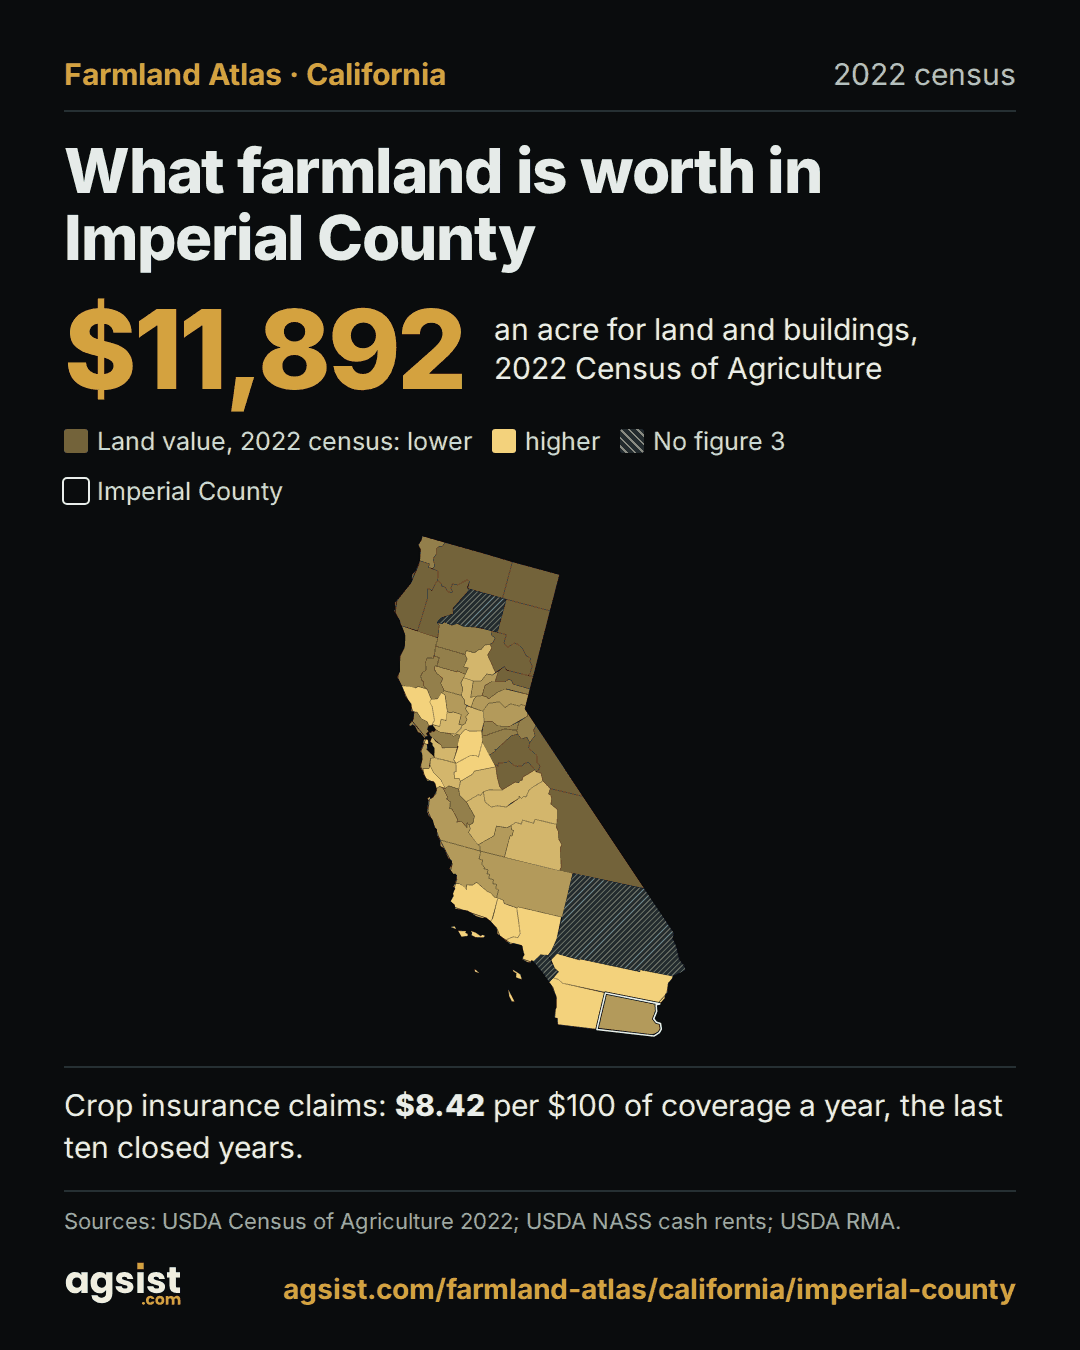 Farmland Atlas · California
2022 census
What farmland is worth in
Imperial County
$11,892
an acre for land and buildings,
2022 Census of Agriculture
Land value, 2022 census: lower
higher
No figure 3
Imperial County
Crop insurance claims: $8.42 per $100 of coverage a year, the last
ten closed years.
Sources: USDA Census of Agriculture 2022; USDA NASS cash rents; USDA RMA.
agsist
.com
agsist.com/farmland-atlas/california/imperial-county